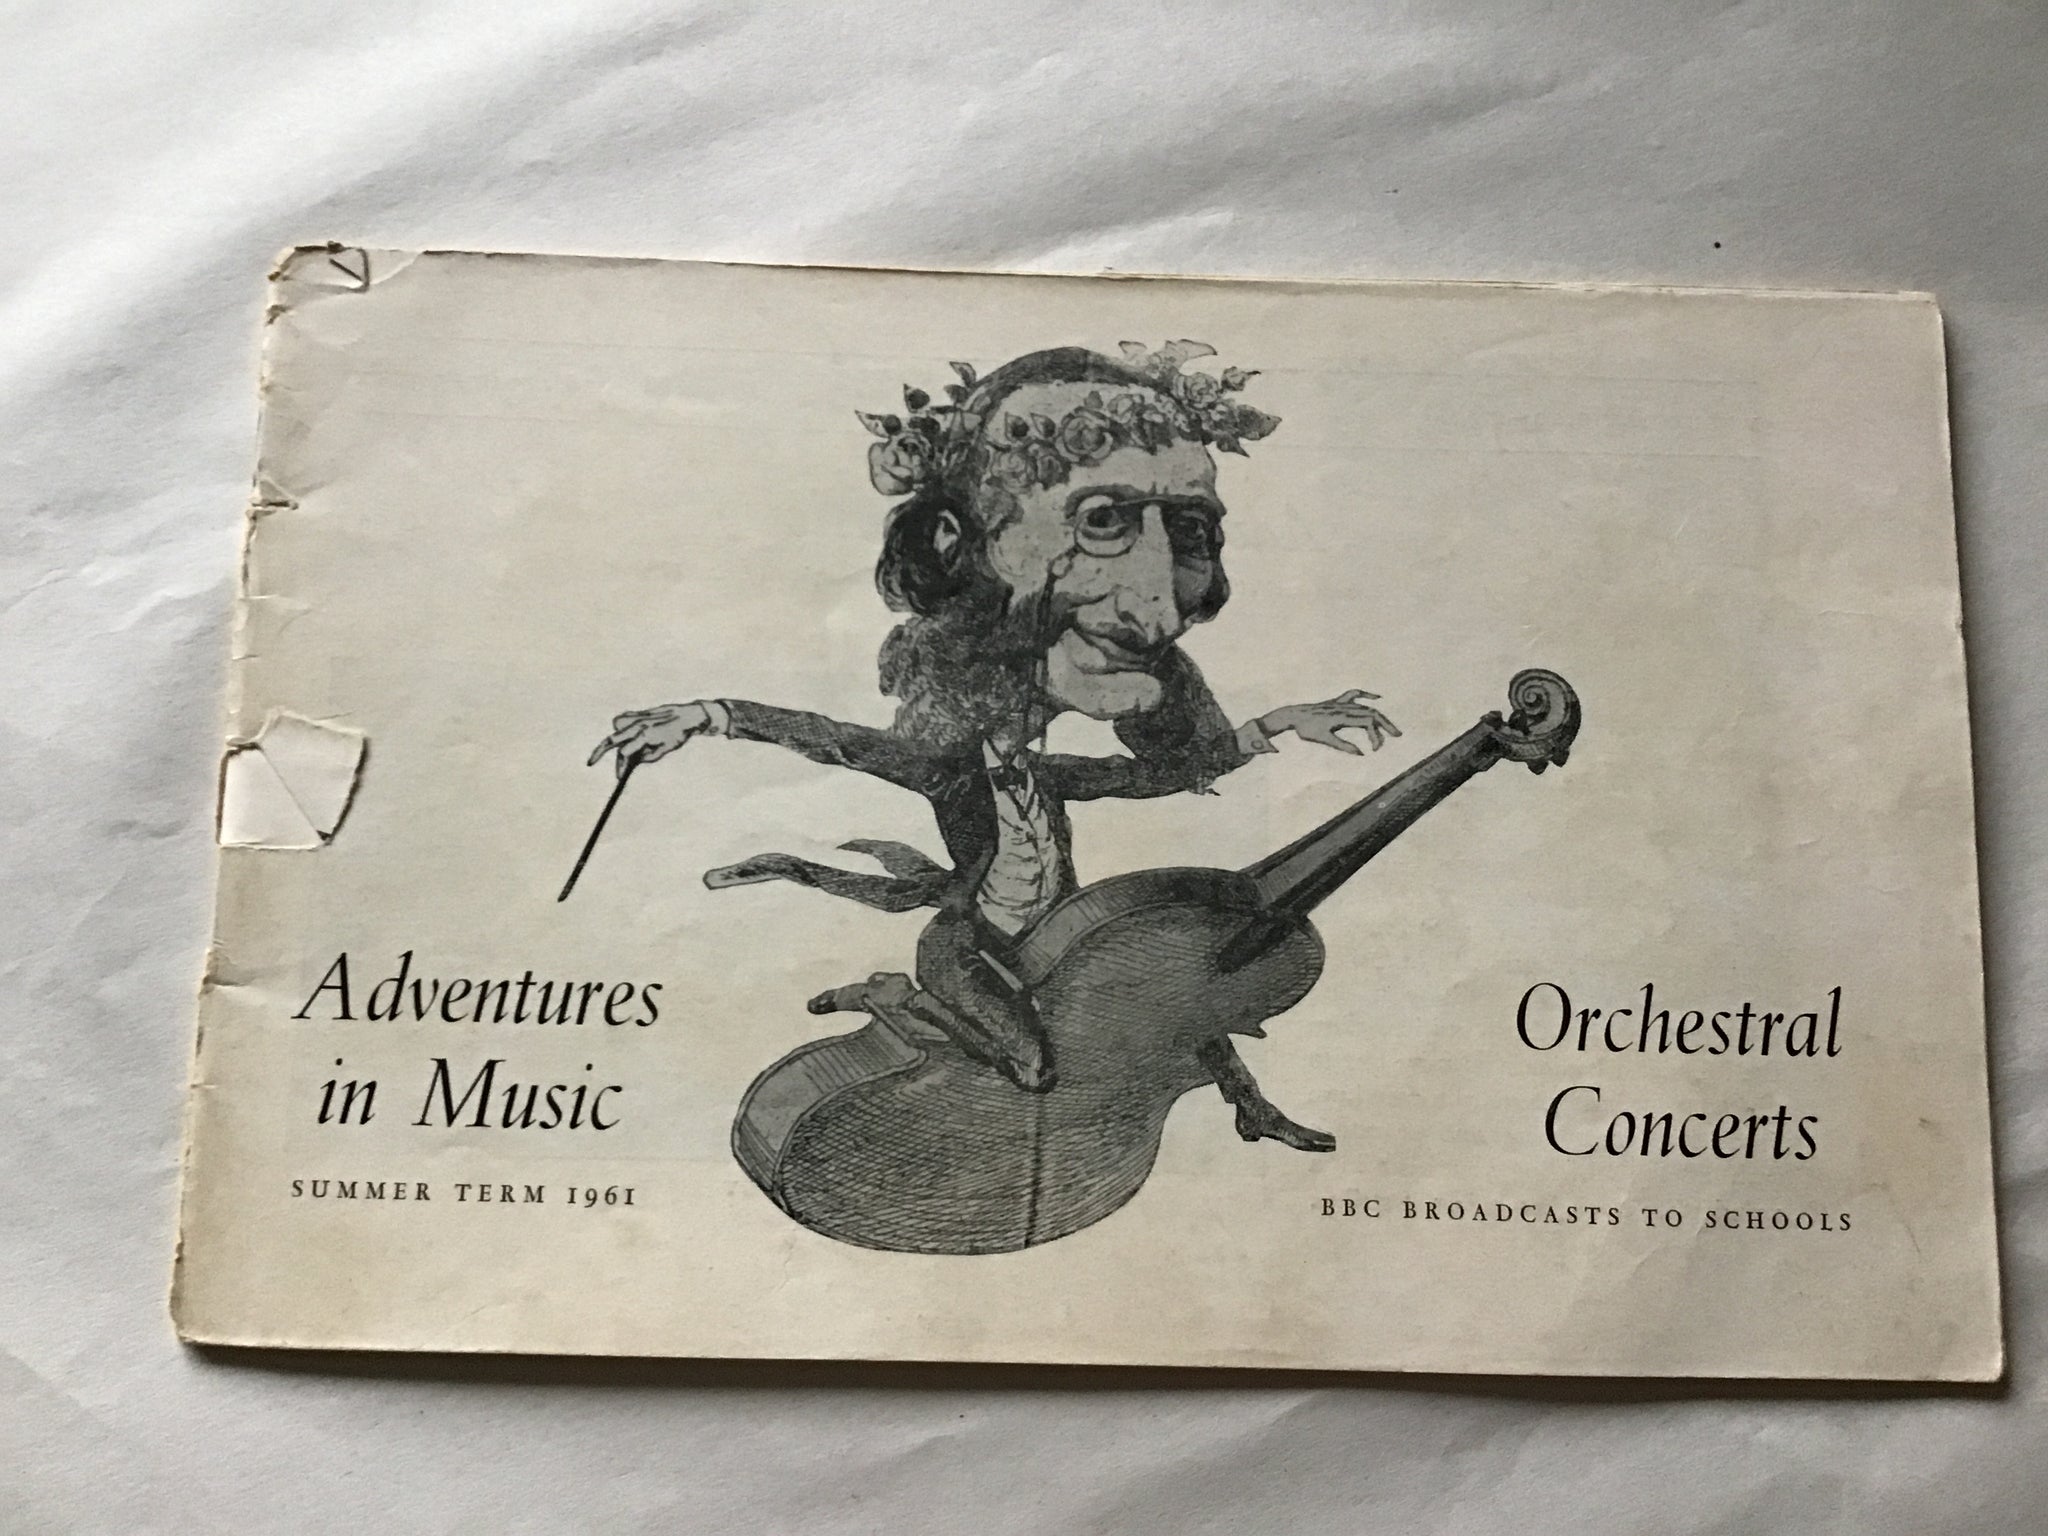 Adventures
in Music
SUMMER TERM 1961
Orchestral
Concerts
BBC BROADCASTS TO SCHOOLS